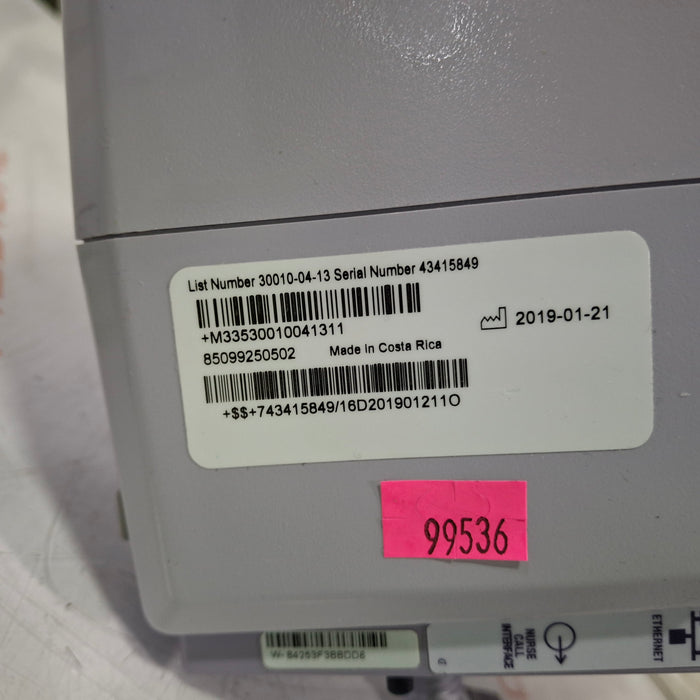 List Number 30010-04-13 Serial Number 43415849
+M33530010041311
2019-01-21
85099250502 Made in Costa Rica
+$$+743415849/16D201901211O
99536
NURSE
CALL
INTERFACE
ETHERNET